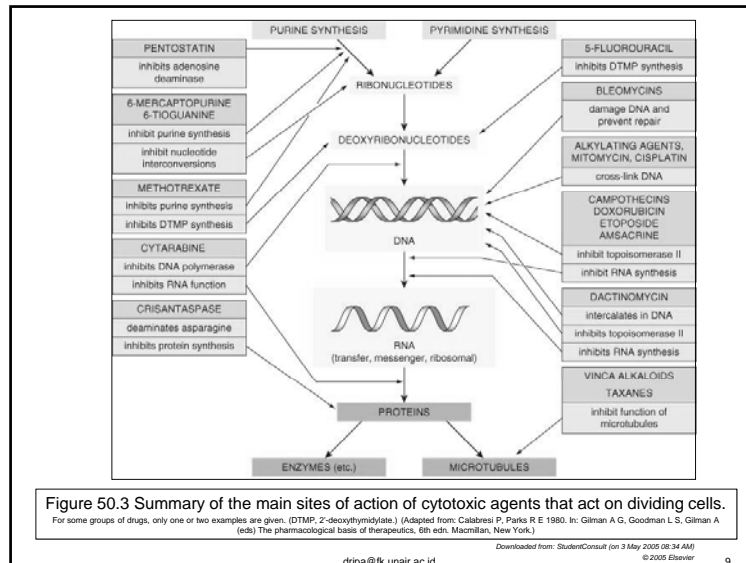 PURINE SYNTHESIS
PYRIMIDINE SYNTHESIS
PENTOSTATIN
inhibits adenosine
deaminase
6-MERCAPTOPURINE
6-TIOGUANINE
inhibit purine synthesis
inhibit nucleotide
interconversions
METHOTREXATE
inhibits purine synthesis
inhibits DTMP synthesis
CYTARABINE
inhibits DNA polymerase
inhibits RNA function
CRISANTASPASE
deaminates asparagine
inhibits protein synthesis
RIBONUCLEOTIDES
DEOXYRIBONUCLEOTIDES
DNA
RNA
(transfer, messenger, ribosomal)
PROTEINS
ENZYMES (etc.)
MICROTUBULES
5-FLUOROURACIL
inhibits DTMP synthesis
BLEOMYCINS
damage DNA and
prevent repair
ALKYLATING AGENTS,
MITOMYCIN, CISPLATIN
cross-link DNA
CAMPOTHECINS
DOXORUBICIN
ETOPOSIDE
AMSACRINE
inhibit topoisomerase II
inhibit RNA synthesis
DACTINOMYCIN
intercalates in DNA
inhibits topoisomerase II
inhibits RNA synthesis
VINCA ALKALOIDS
TAXANES
inhibit function of
microtubules
Figure 50.3 Summary of the main sites of action of cytotoxic agents that act on dividing cells.
For some groups of drugs, only one or two examples are given. (DTMP, 2'-deoxythymidylate.) (Adapted from: Calabresi P, Parks R E 1980. In: Gilman A G, Goodman L S, Gilman A
(eds) The pharmacological basis of therapeutics, 6th edn. Macmillan, New York.)
Downloaded from: StudentConsult (on 3 May 2005 08:34 AM)
© 2005 Elsevier
dripa@fk.unair.ac.id
9